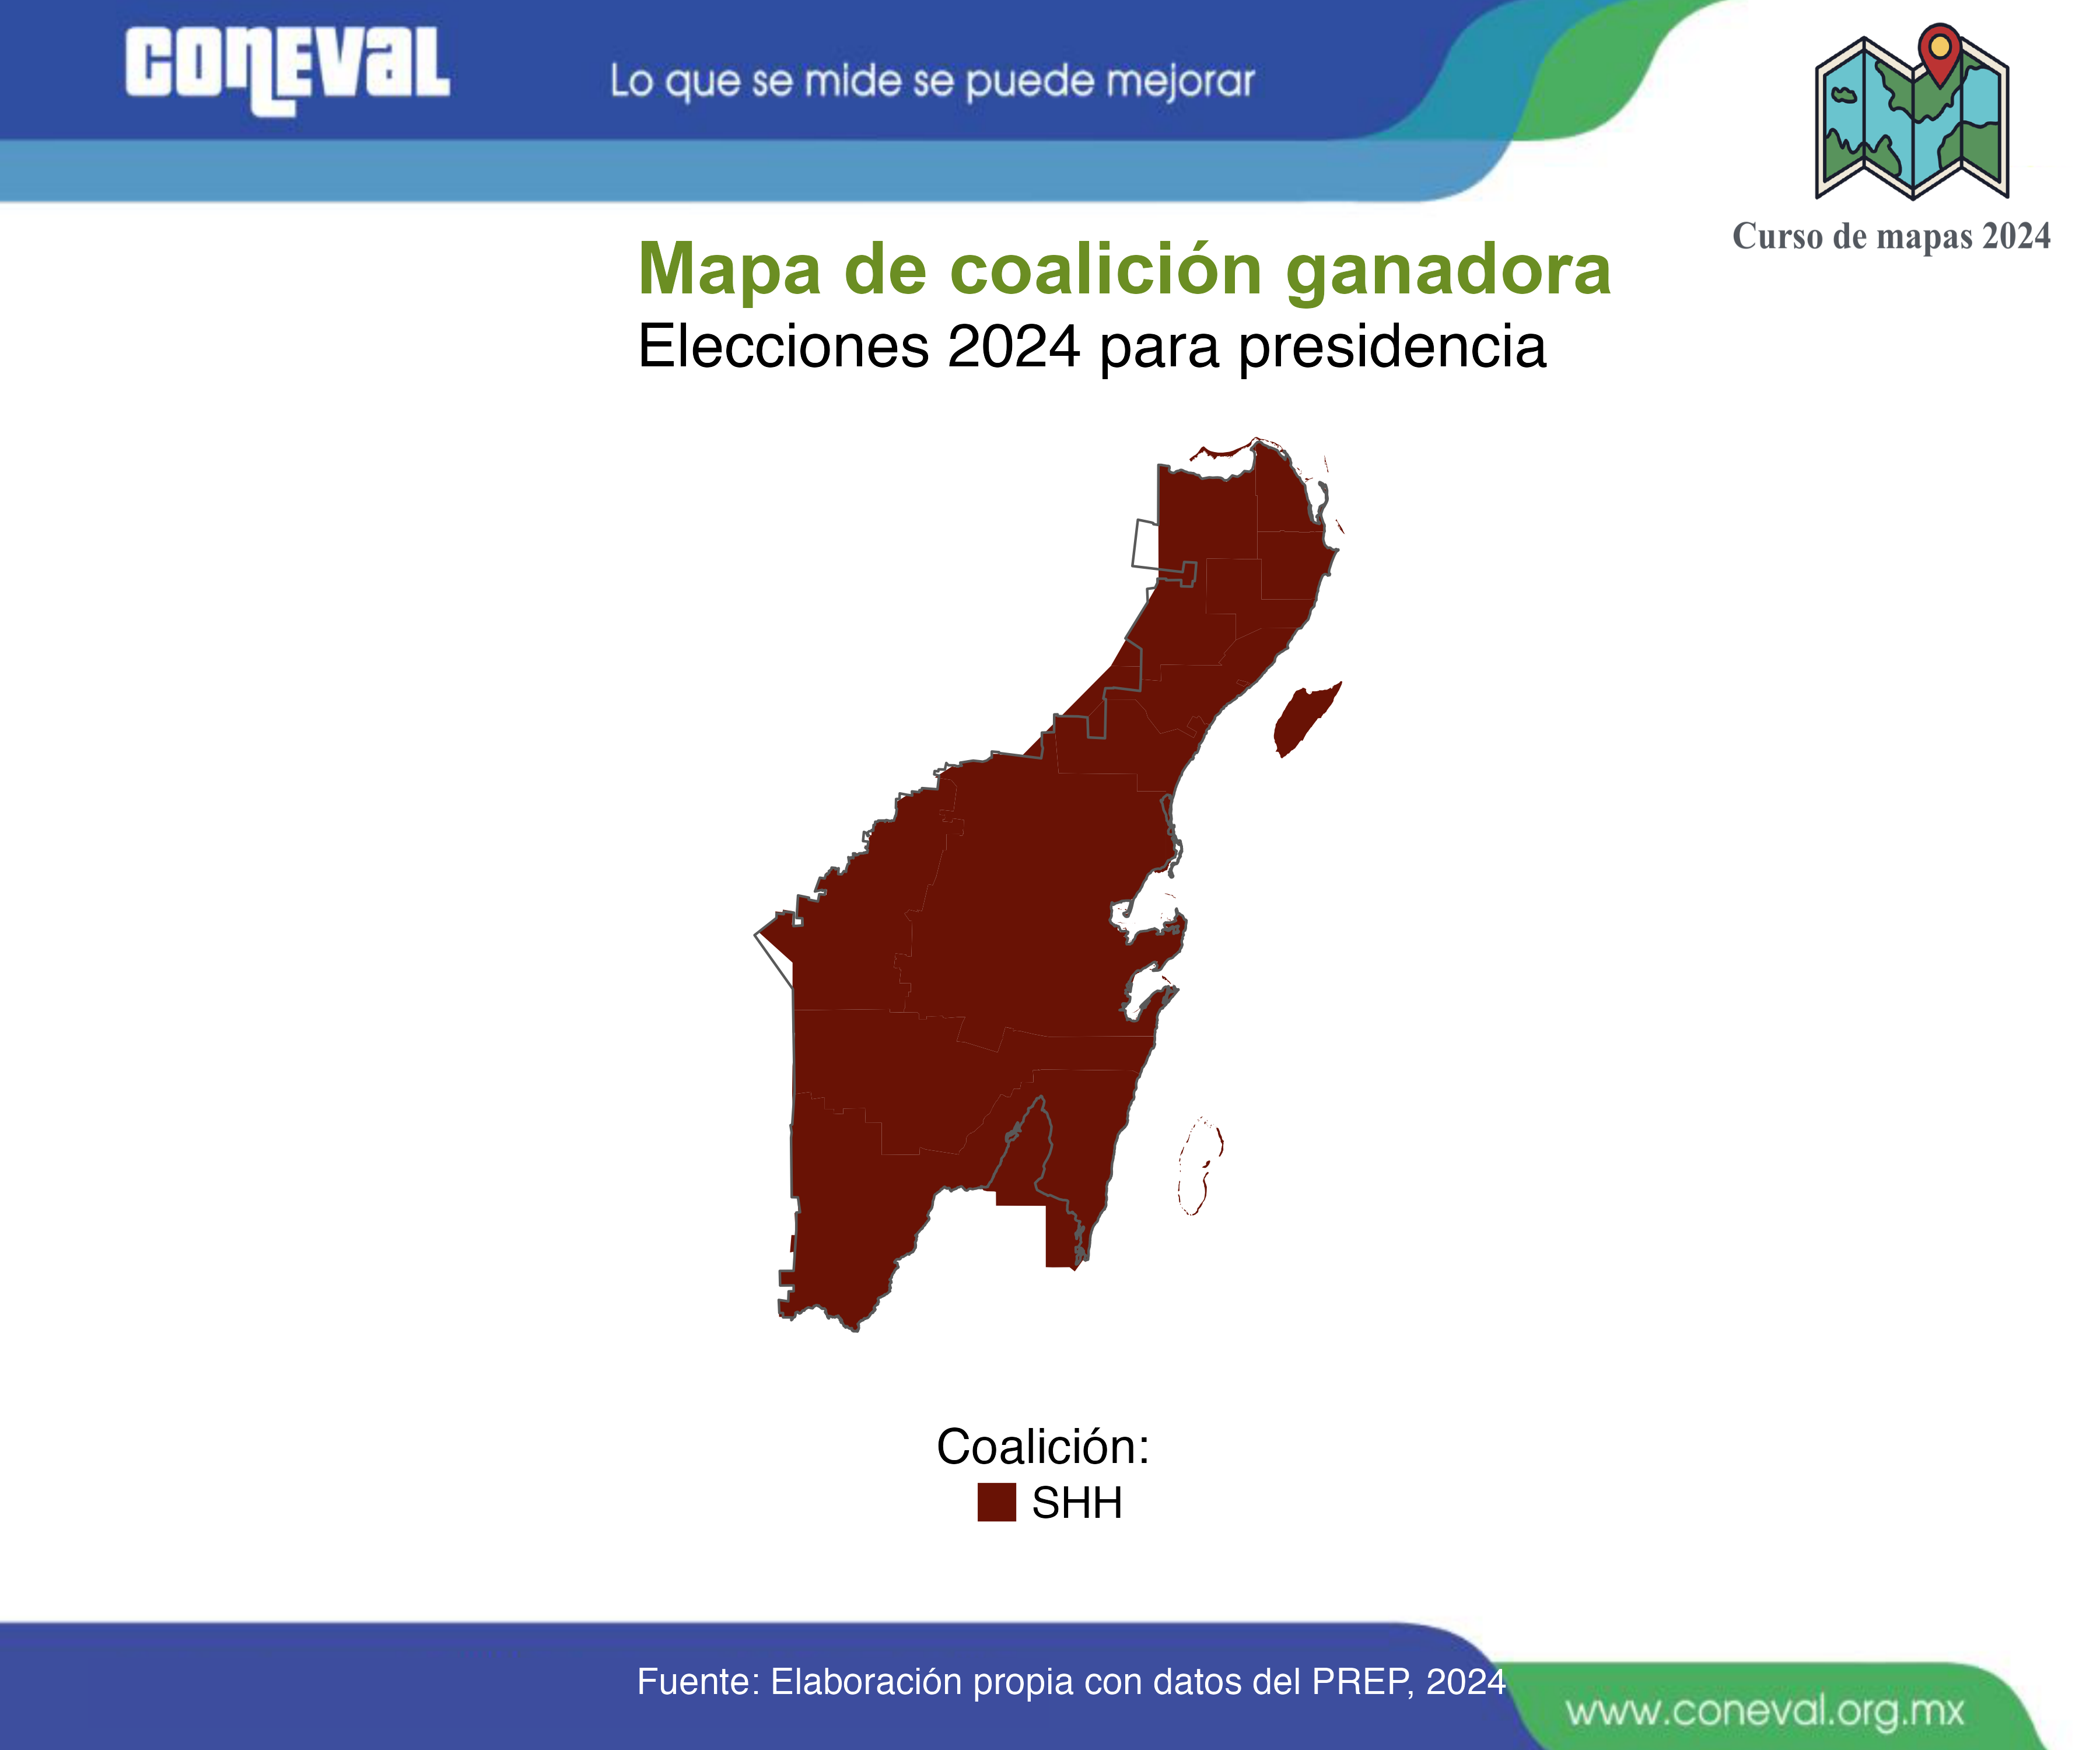 conEVaL
Lo que se mide se puede mejorar
Curso de mapas 2024
Mapa de coalición ganadora
Elecciones 2024 para presidencia
Coalición:
SHH
Fuente: Elaboración propia con datos del PREP, 2024
www.coneval.org.mx